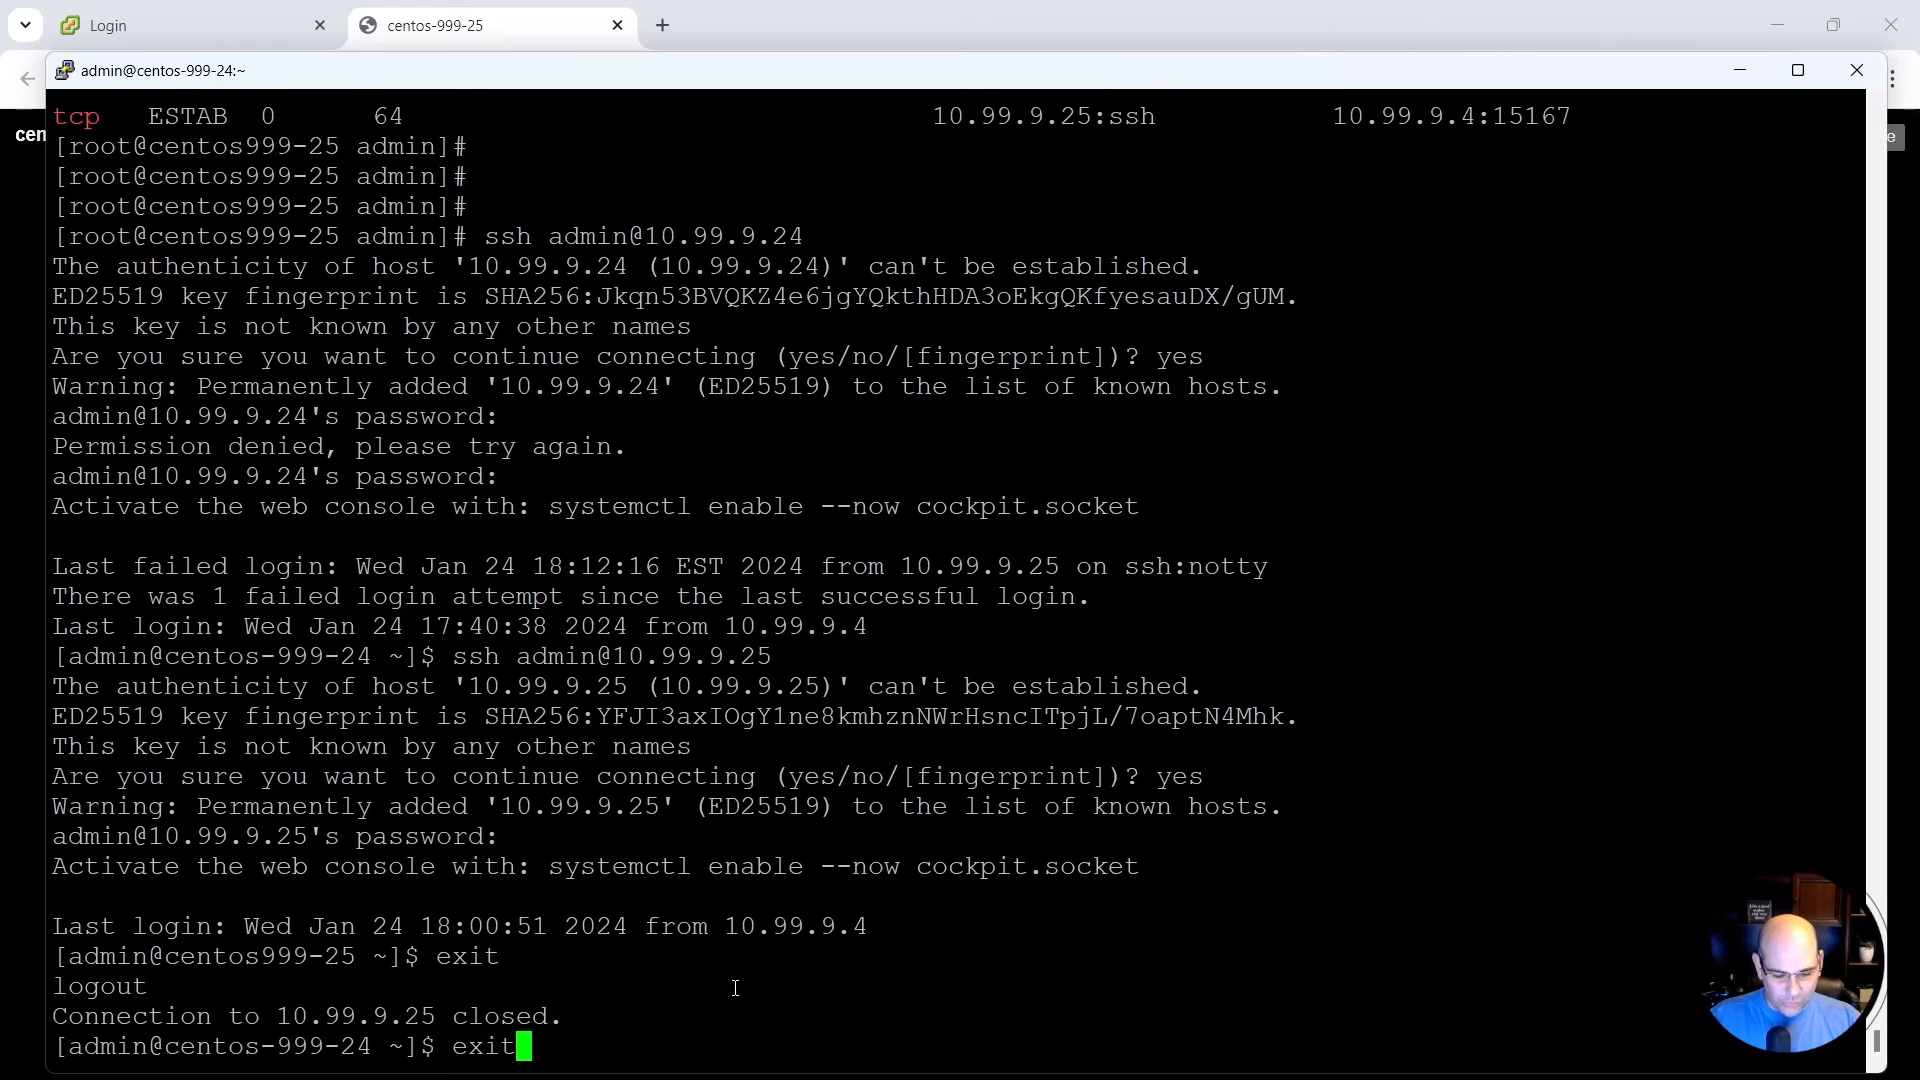 Login
centos-999-25
admin@centos-999-24:~
cen
e
tcp ESTAB 0 64 10.99.9.25:ssh 10.99.9.4:15167
[root@centos999-25 admin]#
[root@centos999-25 admin]#
[root@centos999-25 admin]#
[root@centos999-25 admin]# ssh admin@10.99.9.24
The authenticity of host '10.99.9.24 (10.99.9.24)' can't be established.
ED25519 key fingerprint is SHA256:Jkqn53BVQKZ4e6jgYQkthHDA3oEkgQKfyesauDX/gUM.
This key is not known by any other names
Are you sure you want to continue connecting (yes/no/[fingerprint])? yes
Warning: Permanently added '10.99.9.24' (ED25519) to the list of known hosts.
admin@10.99.9.24's password:
Permission denied, please try again.
admin@10.99.9.24's password:
Activate the web console with: systemctl enable --now cockpit.socket
Last failed login: Wed Jan 24 18:12:16 EST 2024 from 10.99.9.25 on ssh:notty
There was 1 failed login attempt since the last successful login.
Last login: Wed Jan 24 17:40:38 2024 from 10.99.9.4
[admin@centos-999-24 ~]$ ssh admin@10.99.9.25
The authenticity of host '10.99.9.25 (10.99.9.25)' can't be established.
ED25519 key fingerprint is SHA256:YFJI3axIOgY1ne8kmhznNWrHsncITpjL/7oaptN4Mhk.
This key is not known by any other names
Are you sure you want to continue connecting (yes/no/[fingerprint])? yes
Warning: Permanently added '10.99.9.25' (ED25519) to the list of known hosts.
admin@10.99.9.25's password:
Activate the web console with: systemctl enable --now cockpit.socket
Last login: Wed Jan 24 18:00:51 2024 from 10.99.9.4
[admin@centos999-25 ~]$ exit
logout
Connection to 10.99.9.25 closed.
[admin@centos-999-24 ~]$ exit